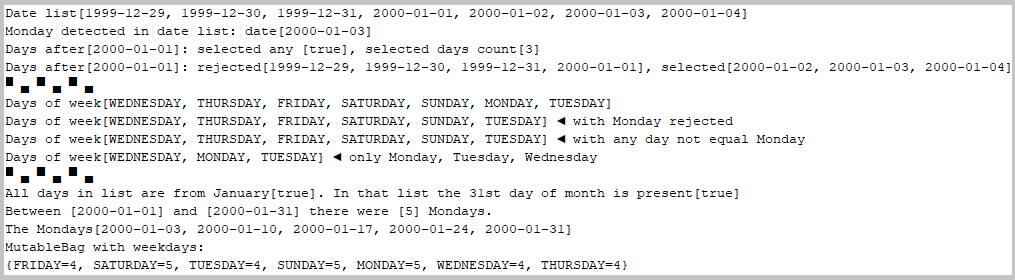 Date list[1999-12-29, 1999-12-30, 1999-12-31, 2000-01-01, 2000-01-02, 2000-01-03, 2000-01-04]
Monday detected in date list: date[2000-01-03]
Days after[2000-01-01]: selected any [true], selected days count[3]
Days after[2000-01-01]: rejected[1999-12-29, 1999-12-30, 1999-12-31, 2000-01-01], selected[2000-01-02, 2000-01-03, 2000-01-04]
▀▄▀▄▀▄
Days of week[WEDNESDAY, THURSDAY, FRIDAY, SATURDAY, SUNDAY, MONDAY, TUESDAY]
Days of week[WEDNESDAY, THURSDAY, FRIDAY, SATURDAY, SUNDAY, TUESDAY] ◄ with Monday rejected
Days of week[WEDNESDAY, THURSDAY, FRIDAY, SATURDAY, SUNDAY, TUESDAY] ◄ with any day not equal Monday
Days of week[WEDNESDAY, MONDAY, TUESDAY] ◄ only Monday, Tuesday, Wednesday
▀▄▀▄▀▄
All days in list are from January[true]. In that list the 31st day of month is present[true]
Between [2000-01-01] and [2000-01-31] there were [5] Mondays.
The Mondays[2000-01-03, 2000-01-10, 2000-01-17, 2000-01-24, 2000-01-31]
MutableBag with weekdays:
{FRIDAY=4, SATURDAY=5, TUESDAY=4, SUNDAY=5, MONDAY=5, WEDNESDAY=4, THURSDAY=4}